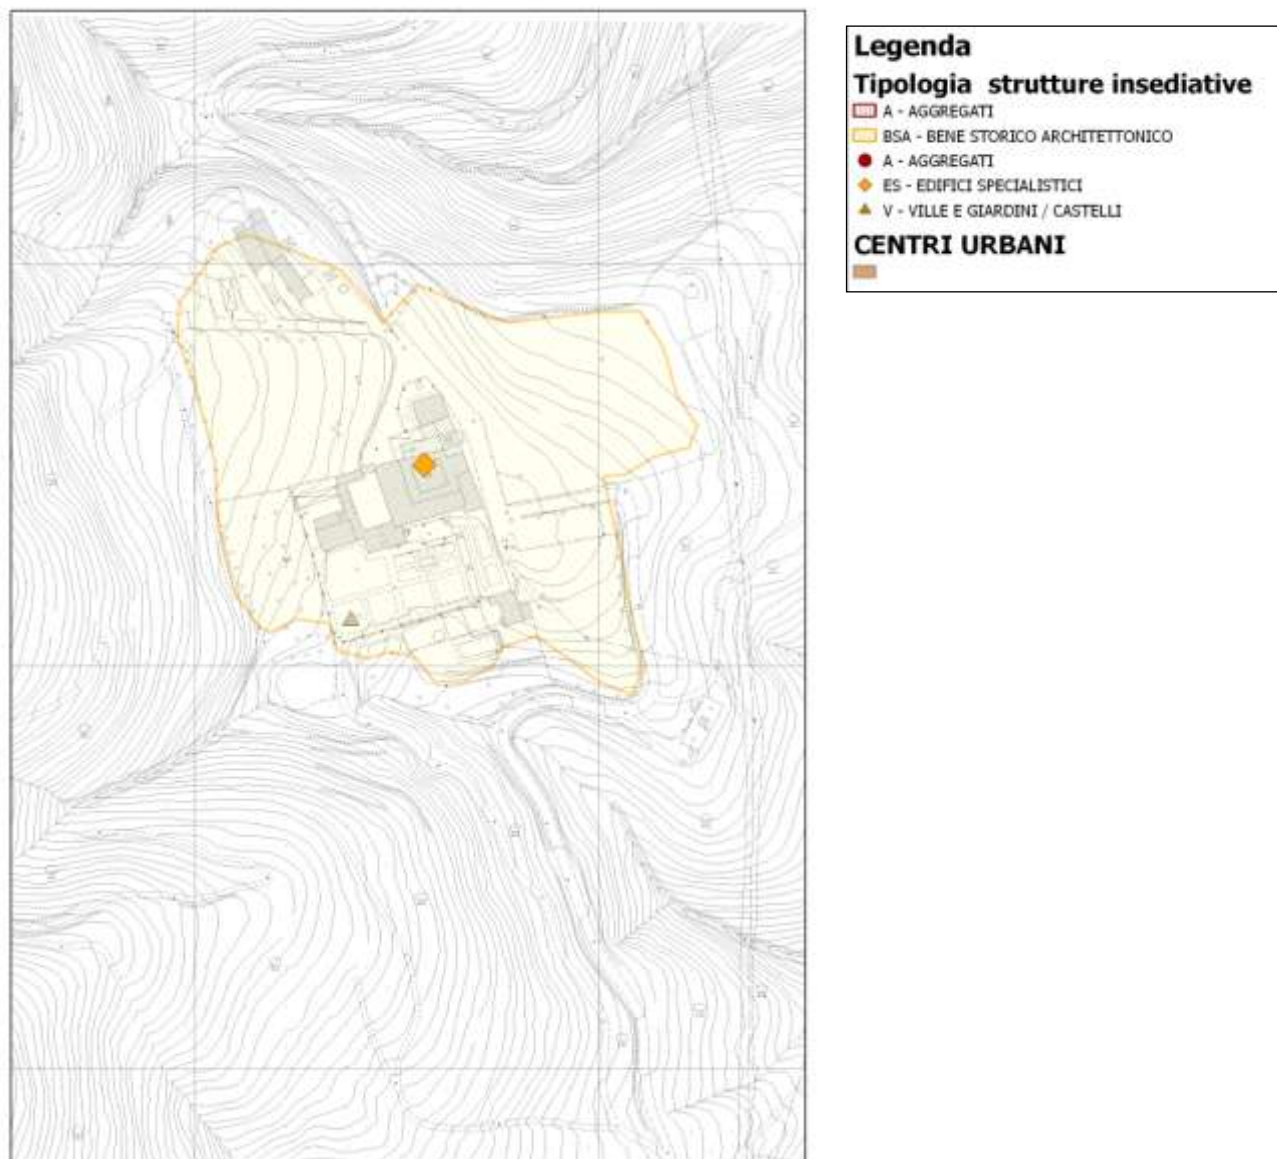 Legenda
Tipologia strutture insediative
A - AGGREGATI
BSA - BENE STORICO ARCHITETTONICO
A - AGGREGATI
ES - EDIFICI SPECIALISTICI
V - VILLE E GIARDINI / CASTELLI
CENTRI URBANI